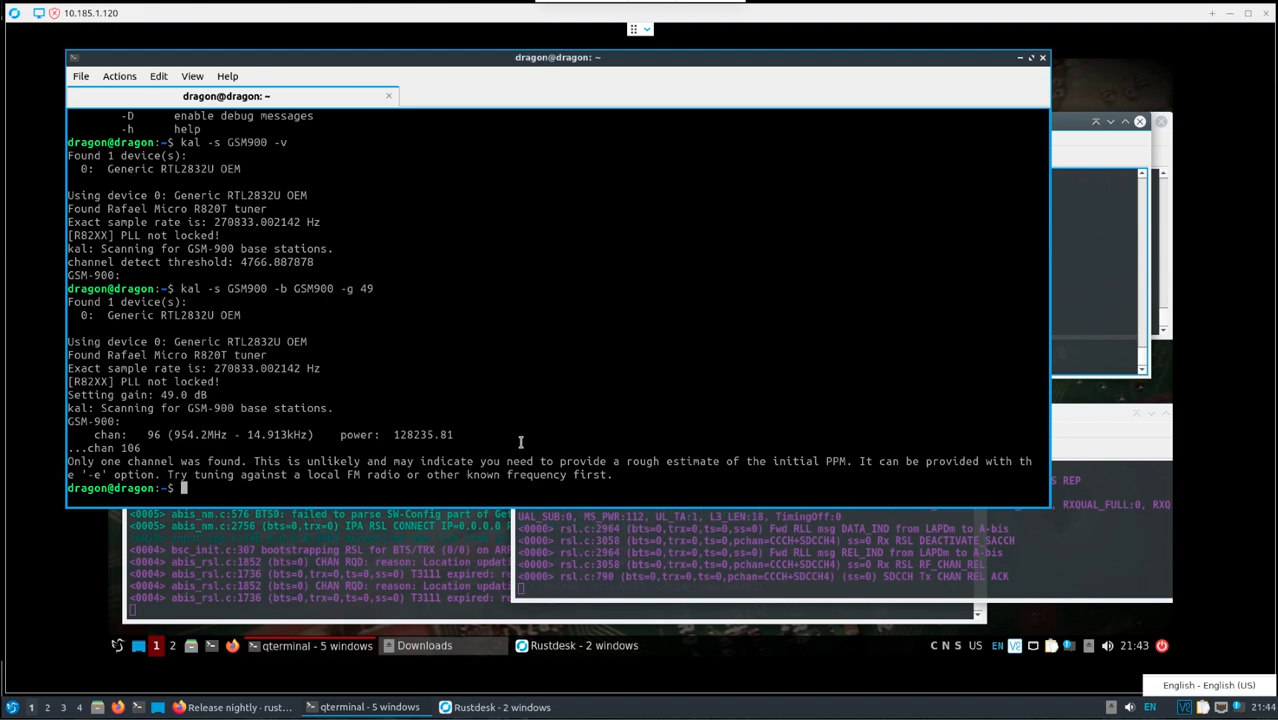 10.185.1.120
dragon@dragon: ~
File Actions Edit View Help
dragon@dragon: ~
-D enable debug messages
-h help
dragon@dragon:~$ kal -s GSM900 -v
Found 1 device(s):
0: Generic RTL2832U OEM
Using device 0: Generic RTL2832U OEM
Found Rafael Micro R820T tuner
Exact sample rate is: 270833.002142 Hz
[R82XX] PLL not locked!
kal: Scanning for GSM-900 base stations.
channel detect threshold: 4766.887878
GSM-900:
dragon@dragon:~$ kal -s GSM900 -b GSM900 -g 49
Found 1 device(s):
0: Generic RTL2832U OEM
Using device 0: Generic RTL2832U OEM
Found Rafael Micro R820T tuner
Exact sample rate is: 270833.002142 Hz
[R82XX] PLL not locked!
Setting gain: 49.0 dB
kal: Scanning for GSM-900 base stations.
GSM-900:
chan: 96 (954.2MHz - 14.913kHz) power: 128235.81
...chan 106
Only one channel was found. This is unlikely and may indicate you need to provide a rough estimate of the initial PPM. It can be provided with th
e '-e' option. Try tuning against a local FM radio or other known frequency first.
dragon@dragon:~$
<0005> abis_nm.c:576 BTS0: failed to parse SW-Config part of Get
<0005> abis_nm.c:2756 (bts=0,trx=0) IPA RSL CONNECT IP=0.0.0.0
<0004> bsc_init.c:307 bootstrapping RSL for BTS/TRX (0/0) on AR
<0004> abis_rsl.c:1852 (bts=0) CHAN RQD: reason: Location updat
<0004> abis_rsl.c:1736 (bts=0,trx=0,ts=0,ss=0) T3111 expired: r
<0004> abis_rsl.c:1852 (bts=0) CHAN RQD: reason: Location updat
<0004> abis_rsl.c:1736 (bts=0,trx=0,ts=0,ss=0) T3111 expired: r
S REP
RXQUAL_FULL:0, RXQ
UAL_SUB:0, MS_PWR:112, UL_TA:1, L3_LEN:18, TimingOff:0
<0000> rsl.c:2964 (bts=0,trx=0,ts=0,ss=0) Fwd RLL msg DATA_IND from LAPDm to A-bis
<0000> rsl.c:3058 (bts=0,trx=0,ts=0,pchan=CCCH+SDCCH4) ss=0 Rx RSL DEACTIVATE_SACCH
<0000> rsl.c:2964 (bts=0,trx=0,ts=0,ss=0) Fwd RLL msg REL_IND from LAPDm to A-bis
<0000> rsl.c:3058 (bts=0,trx=0,ts=0,pchan=CCCH+SDCCH4) ss=0 Rx RSL RF_CHAN_REL
<0000> rsl.c:790 (bts=0,trx=0,ts=0,pchan=CCCH+SDCCH4) (ss=0) SDCCH Tx CHAN REL ACK
1 2 qterminal - 5 windows Downloads Rustdesk - 2 windows C N S US EN 21:43
English - English (US)
1 2 3 4 Release nightly · rust... qterminal - 5 windows Rustdesk - 2 windows EN 21:44